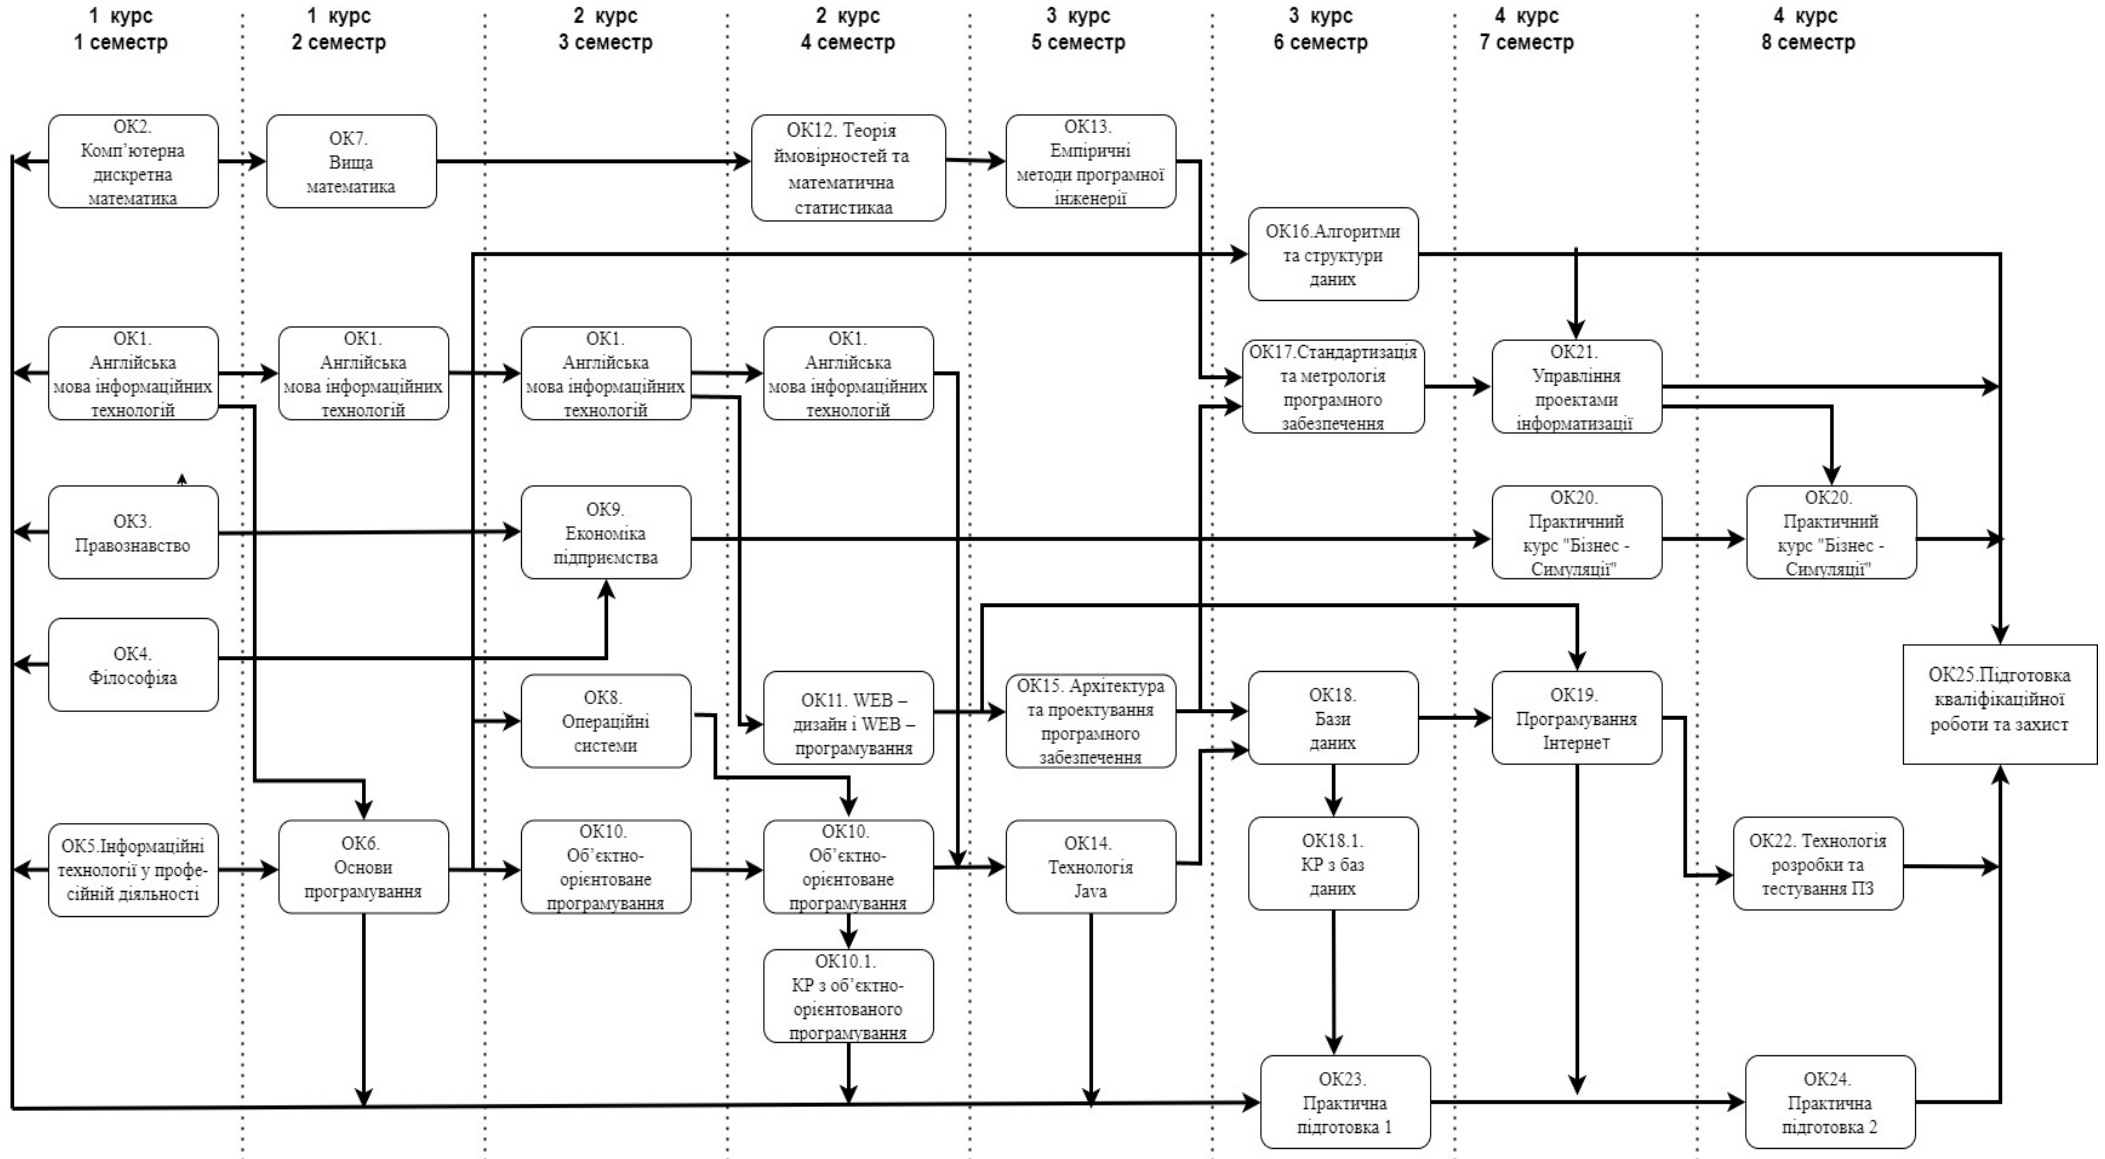 1 курс
1 семестр
1 курс
2 семестр
2 курс
3 семестр
2 курс
4 семестр
3 курс
5 семестр
3 курс
6 семестр
4 курс
7 семестр
4 курс
8 семестр
ОК2.
Комп’ютерна
дискретна
математика
ОК7.
Вища
математика
ОК12. Теорія
ймовірностей та
математична
статистикаа
ОК13.
Емпіричні
методи програмної
інженерії
ОК16.Алгоритми
та структури
даних
ОК1.
Англійська
мова інформаційних
технологій
ОК1.
Англійська
мова інформаційних
технологій
ОК1.
Англійська
мова інформаційних
технологій
ОК1.
Англійська
мова інформаційних
технологій
ОК17.Стандартизація
та метрологія
програмного
забезпечення
ОК21.
Управління
проектами
інформатизації
ОК3.
Правознавство
ОК9.
Економіка
підприємства
ОК20.
Практичний
курс "Бізнес -
Симуляції"
ОК20.
Практичний
курс "Бізнес -
Симуляції"
ОК4.
Філософіяа
ОК8.
Операційні
системи
ОК11. WEB –
дизайн і WEB –
програмування
ОК15. Архітектура
та проектування
програмного
забезпечення
ОК18.
Бази
даних
ОК19.
Програмування
Інтернет
ОК25.Підготовка
кваліфікаційної
роботи та захист
ОК5.Інформаційні
технології у профе-
сійній діяльності
ОК6.
Основи
програмування
ОК10.
Об’єктно-
орієнтоване
програмування
ОК10.
Об’єктно-
орієнтоване
програмування
ОК14.
Технологія
Java
ОК18.1.
КР з баз
даних
ОК22. Технологія
розробки та
тестування ПЗ
ОК10.1.
КР з об’єктно-
орієнтованого
програмування
ОК23.
Практична
підготовка 1
ОК24.
Практична
підготовка 2